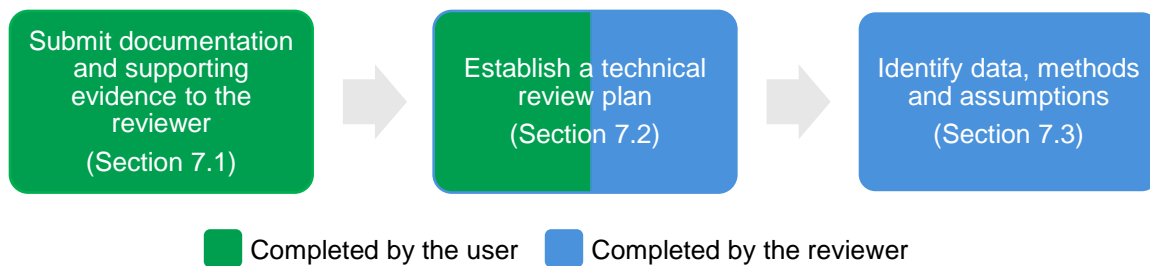 Submit documentation
and supporting
evidence to the
reviewer
(Section 7.1)
Establish a technical
review plan
(Section 7.2)
Identify data, methods
and assumptions
(Section 7.3)
Completed by the user
Completed by the reviewer